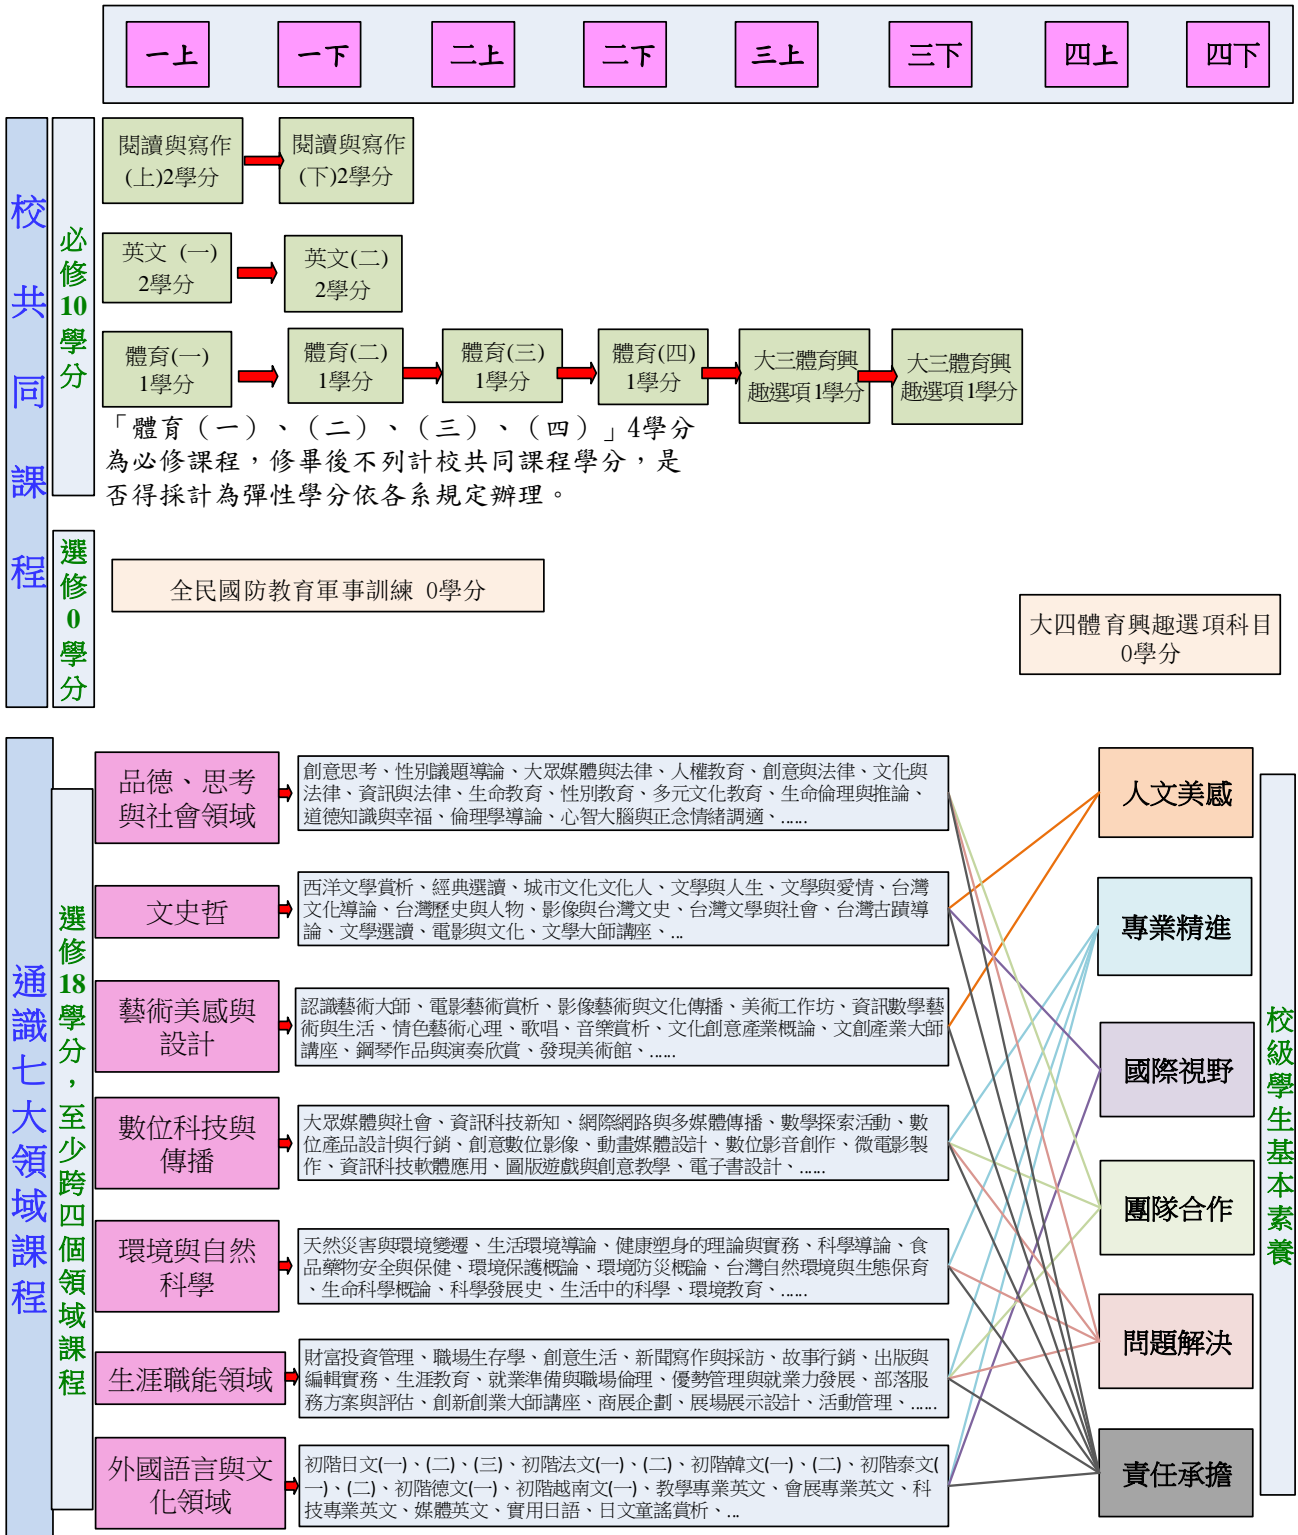 一上
一下
二上
二下
三上
三下
四上
四下
校共同課程
必修10學分
閱讀與寫作
(上)2學分
閱讀與寫作
(下)2學分
英文 (一)
2學分
英文(二)
2學分
體育(一)
1學分
體育(二)
1學分
體育(三)
1學分
體育(四)
1學分
大三體育興
趣選項1學分
大三體育興
趣選項1學分
「體育（一）、（二）、（三）、（四）」4學分
為必修課程，修畢後不列計校共同課程學分，是
否得採計為彈性學分依各系規定辦理。
選修0學分
全民國防教育軍事訓練 0學分
大四體育興趣選項科目
0學分
通識七大領域課程
選修18學分，至少跨四個領域課程
品德、思考
與社會領域
創意思考、性別議題導論、大眾媒體與法律、人權教育、創意與法律、文化與
法律、資訊與法律、生命教育、性別教育、多元文化教育、生命倫理與推論、
道德知識與幸福、倫理學導論、心智大腦與正念情緒調適、......
文史哲
西洋文學賞析、經典選讀、城市文化文化人、文學與人生、文學與愛情、台灣
文化導論、台灣歷史與人物、影像與台灣文史、台灣文學與社會、台灣古蹟導
論、文學選讀、電影與文化、文學大師講座、...
藝術美感與
設計
認識藝術大師、電影藝術賞析、影像藝術與文化傳播、美術工作坊、資訊數學藝
術與生活、情色藝術心理、歌唱、音樂賞析、文化創意產業概論、文創產業大師
講座、鋼琴作品與演奏欣賞、發現美術館、......
數位科技與
傳播
大眾媒體與社會、資訊科技新知、網際網路與多媒體傳播、數學探索活動、數
位產品設計與行銷、創意數位影像、動畫媒體設計、數位影音創作、微電影製
作、資訊科技軟體應用、圖版遊戲與創意教學、電子書設計、......
環境與自然
科學
天然災害與環境變遷、生活環境導論、健康塑身的理論與實務、科學導論、食
品藥物安全與保健、環境保護概論、環境防災概論、台灣自然環境與生態保育
、生命科學概論、科學發展史、生活中的科學、環境教育、......
生涯職能領域
財富投資管理、職場生存學、創意生活、新聞寫作與採訪、故事行銷、出版與
編輯實務、生涯教育、就業準備與職場倫理、優勢管理與就業力發展、部落服
務方案與評估、創新創業大師講座、商展企劃、展場展示設計、活動管理、......
外國語言與文
化領域
初階日文(一)、(二)、(三)、初階法文(一)、(二)、初階韓文(一)、(二)、初階泰文(
一)、(二)、初階德文(一)、初階越南文(一)、教學專業英文、會展專業英文、科
技專業英文、媒體英文、實用日語、日文童謠賞析、...
人文美感
專業精進
國際視野
團隊合作
問題解決
責任承擔
校級學生基本素養